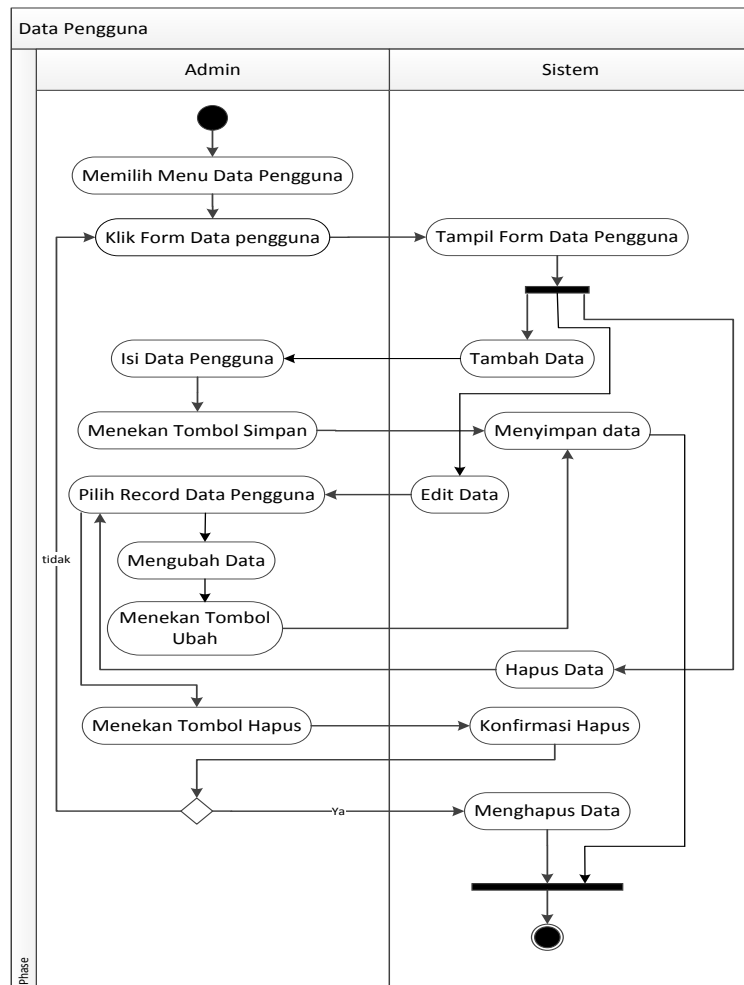 Data Pengguna
Admin
Sistem
Memilih Menu Data Pengguna
Klik Form Data pengguna
Tampil Form Data Pengguna
Isi Data Pengguna
Tambah Data
Menekan Tombol Simpan
Menyimpan data
Pilih Record Data Pengguna
Edit Data
tidak
Mengubah Data
Menekan Tombol
Ubah
Hapus Data
Menekan Tombol Hapus
Konfirmasi Hapus
Ya
Menghapus Data
Phase